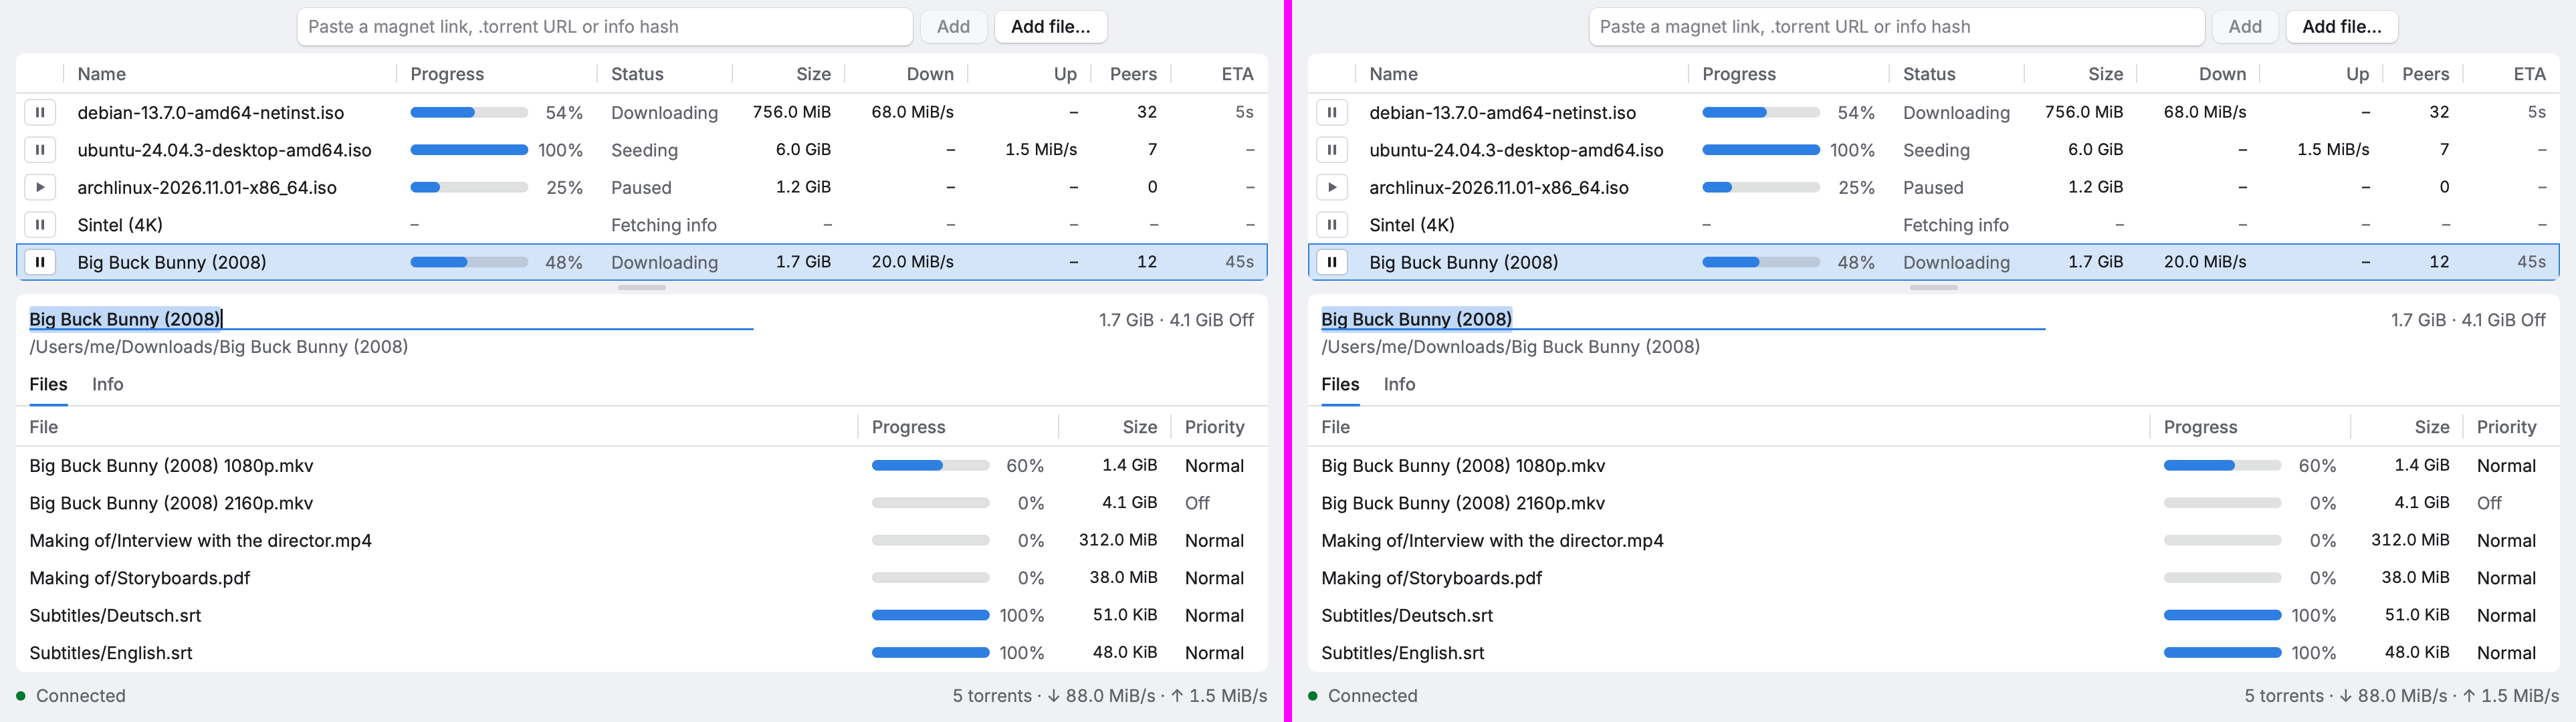 Paste a magnet link, .torrent URL or info hash Add Add file...
Name Progress Status Size Down Up Peers ETA
debian-13.7.0-amd64-netinst.iso 54% Downloading 756.0 MiB 68.0 MiB/s – 32 5s
ubuntu-24.04.3-desktop-amd64.iso 100% Seeding 6.0 GiB – 1.5 MiB/s 7 –
archlinux-2026.11.01-x86_64.iso 25% Paused 1.2 GiB – – 0 –
Sintel (4K) – Fetching info – – – – –
Big Buck Bunny (2008) 48% Downloading 1.7 GiB 20.0 MiB/s – 12 45s
Big Buck Bunny (2008) 1.7 GiB · 4.1 GiB Off
/Users/me/Downloads/Big Buck Bunny (2008)
Files Info
File Progress Size Priority
Big Buck Bunny (2008) 1080p.mkv 60% 1.4 GiB Normal
Big Buck Bunny (2008) 2160p.mkv 0% 4.1 GiB Off
Making of/Interview with the director.mp4 0% 312.0 MiB Normal
Making of/Storyboards.pdf 0% 38.0 MiB Normal
Subtitles/Deutsch.srt 100% 51.0 KiB Normal
Subtitles/English.srt 100% 48.0 KiB Normal
Connected 5 torrents · ↓ 88.0 MiB/s · ↑ 1.5 MiB/s
Paste a magnet link, .torrent URL or info hash Add Add file...
Name Progress Status Size Down Up Peers ETA
debian-13.7.0-amd64-netinst.iso 54% Downloading 756.0 MiB 68.0 MiB/s – 32 5s
ubuntu-24.04.3-desktop-amd64.iso 100% Seeding 6.0 GiB – 1.5 MiB/s 7 –
archlinux-2026.11.01-x86_64.iso 25% Paused 1.2 GiB – – 0 –
Sintel (4K) – Fetching info – – – – –
Big Buck Bunny (2008) 48% Downloading 1.7 GiB 20.0 MiB/s – 12 45s
Big Buck Bunny (2008) 1.7 GiB · 4.1 GiB Off
/Users/me/Downloads/Big Buck Bunny (2008)
Files Info
File Progress Size Priority
Big Buck Bunny (2008) 1080p.mkv 60% 1.4 GiB Normal
Big Buck Bunny (2008) 2160p.mkv 0% 4.1 GiB Off
Making of/Interview with the director.mp4 0% 312.0 MiB Normal
Making of/Storyboards.pdf 0% 38.0 MiB Normal
Subtitles/Deutsch.srt 100% 51.0 KiB Normal
Subtitles/English.srt 100% 48.0 KiB Normal
Connected 5 torrents · ↓ 88.0 MiB/s · ↑ 1.5 MiB/s